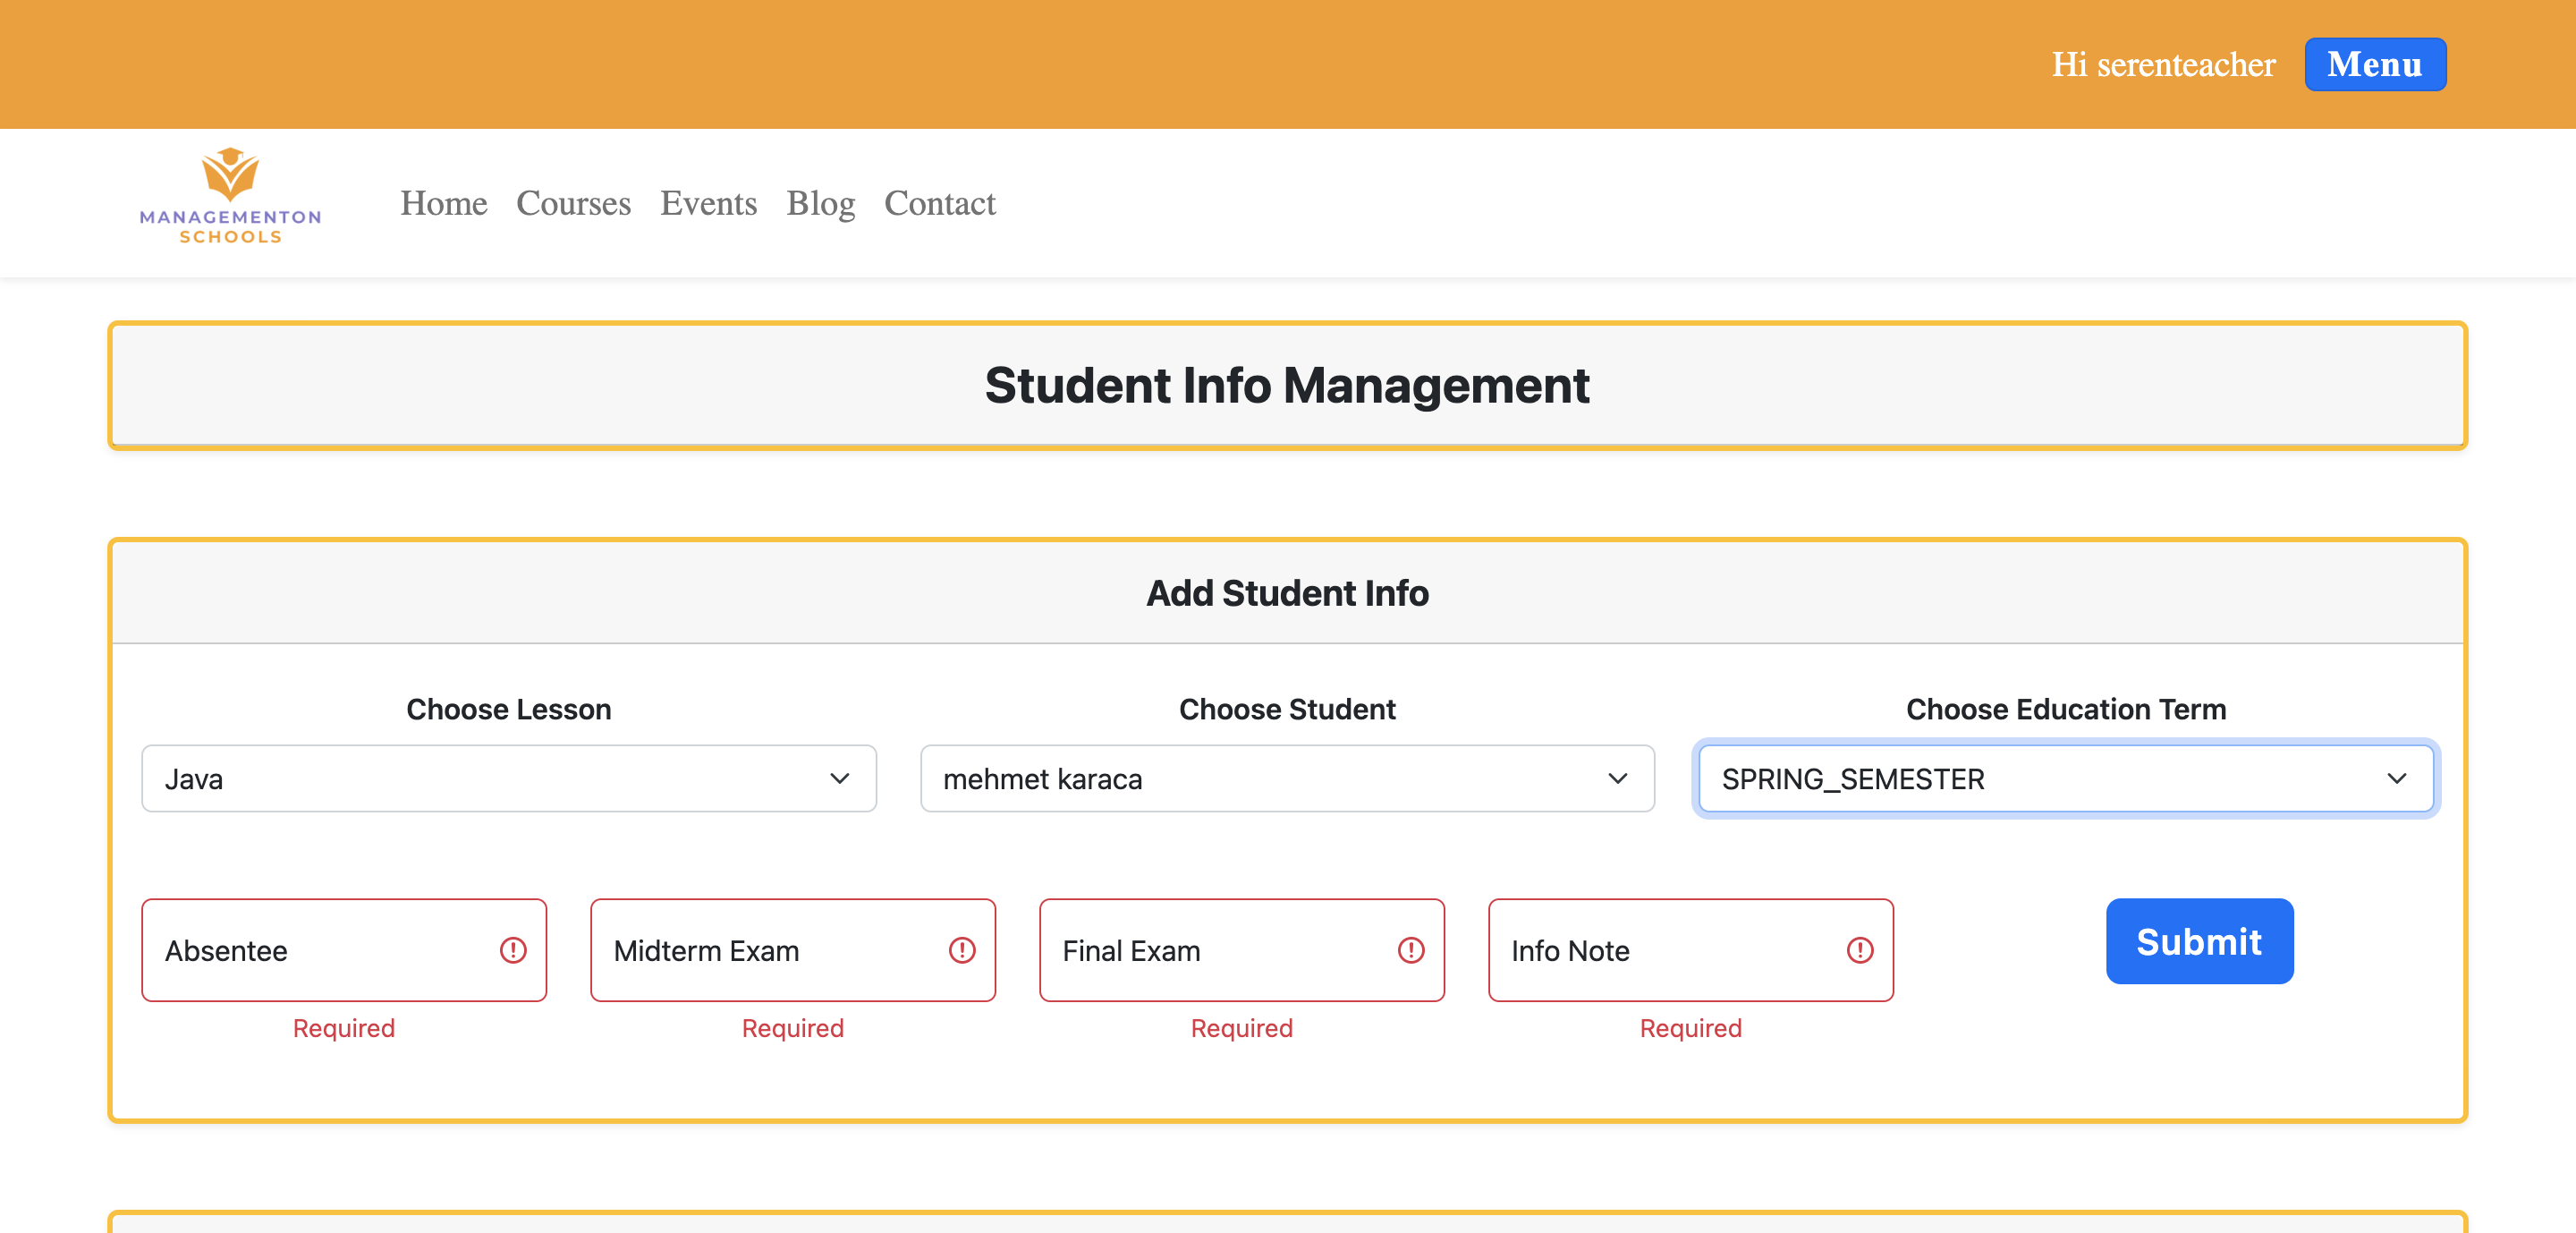 Hi serenteacher Menu
MANAGEMENTON
SCHOOLS
Home Courses Events Blog Contact
Student Info Management
Add Student Info
Choose Lesson Choose Student Choose Education Term
Java mehmet karaca SPRING_SEMESTER
Absentee Midterm Exam Final Exam Info Note Submit
Required Required Required Required